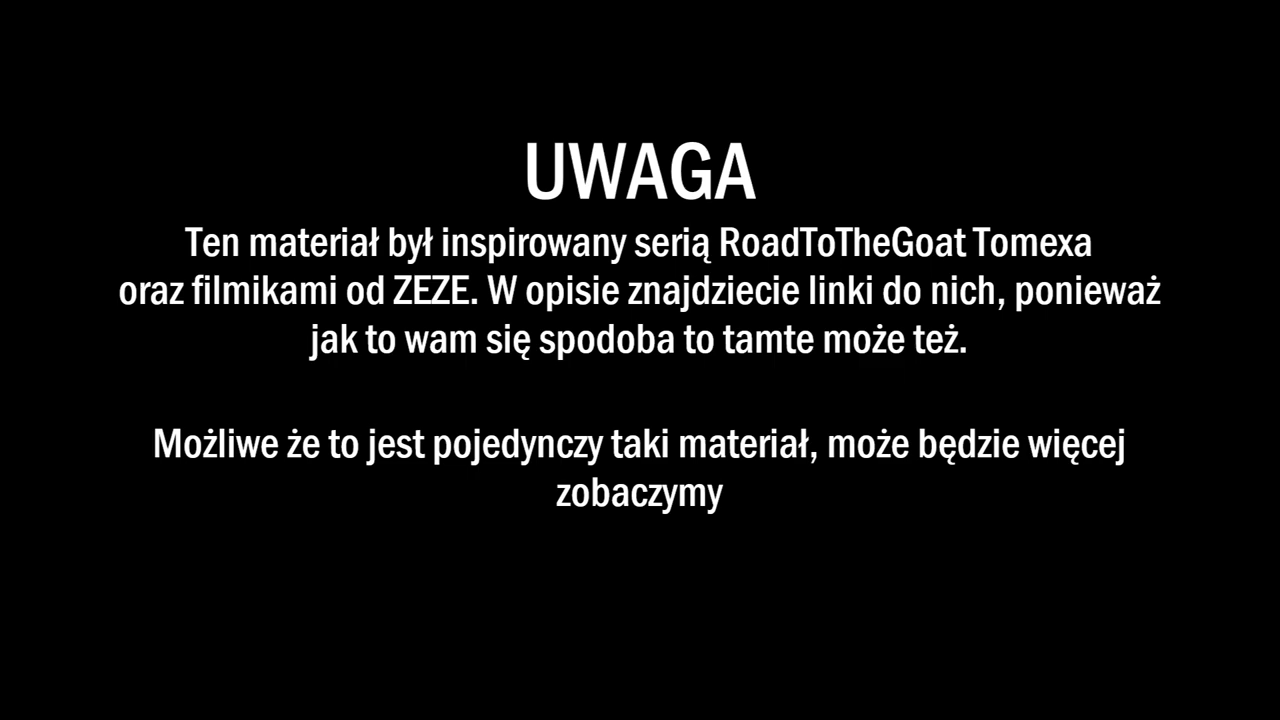 UWAGA
Ten materiał był inspirowany serią RoadToTheGoat Tomexa
oraz filmikami od ZEZE. W opisie znajdziecie linki do nich, ponieważ
jak to wam się spodoba to tamte może też.
Możliwe że to jest pojedynczy taki materiał, może będzie więcej
zobaczymy